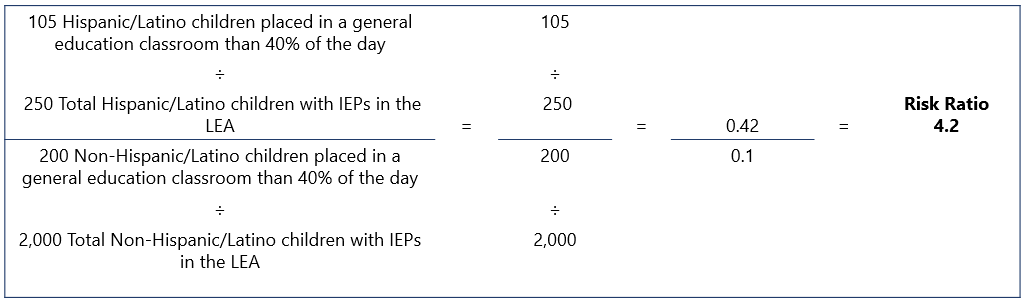 105 Hispanic/Latino children placed in a general
education classroom than 40% of the day
÷
250 Total Hispanic/Latino children with IEPs in the
LEA
200 Non-Hispanic/Latino children placed in a
general education classroom than 40% of the day
÷
2,000 Total Non-Hispanic/Latino children with IEPs
in the LEA
=
105
÷
250
200
÷
2,000
=
0.42
0.1
=
Risk Ratio
4.2